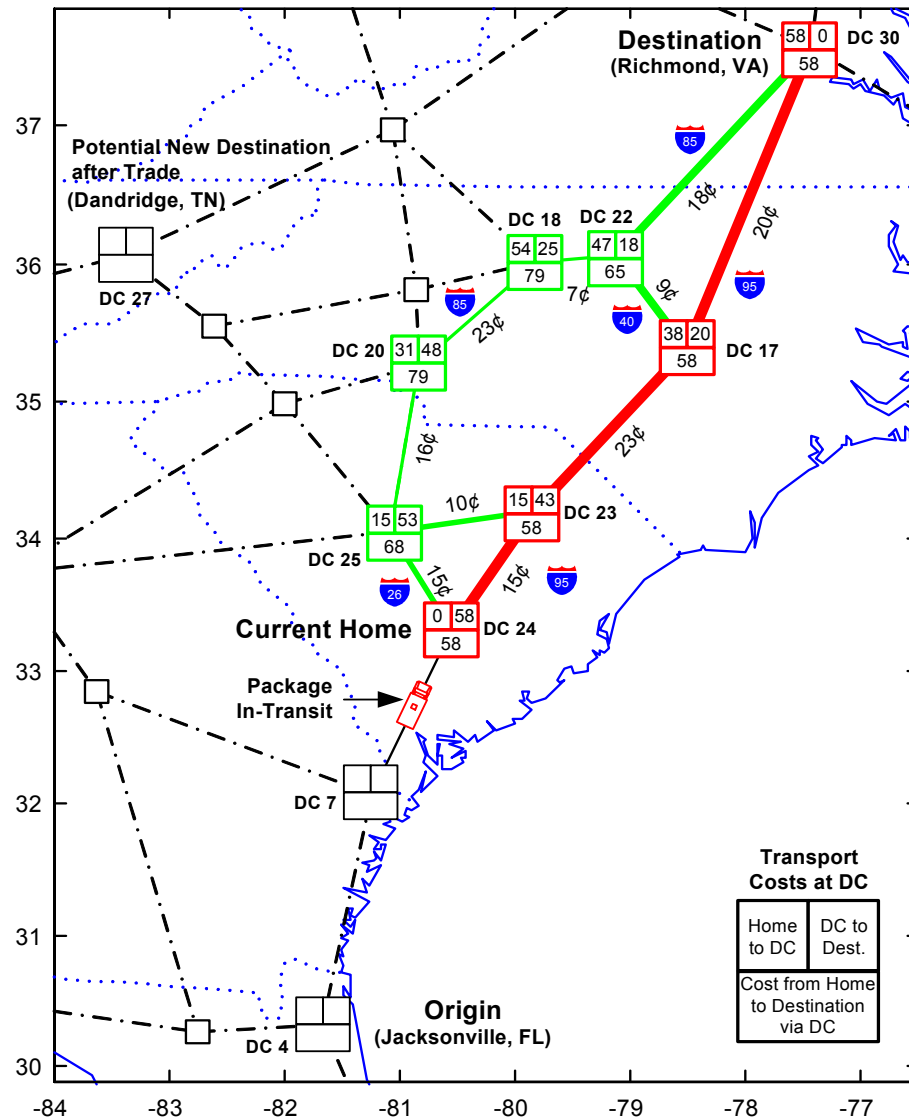 Destination
(Richmond, VA)
58 0
58
DC 30
37
85
18¢
20¢
Potential New Destination
after Trade
(Dandridge, TN)
DC 27
DC 18
54 25
79
DC 22
47 18
65
7¢
9¢
36
85
40
95
23¢
DC 20
31 48
79
38 20
58
DC 17
35
16¢
23¢
10¢
34
15 53
68
DC 25
15 43
58
DC 23
26
15¢
15¢
95
Current Home
0 58
58
DC 24
33
Package
In-Transit
DC 7
32
Transport
Costs at DC
Home
to DC
DC to
Dest.
Cost from Home
to Destination
via DC
31
Origin
(Jacksonville, FL)
DC 4
30
-84 -83 -82 -81 -80 -79 -78 -77